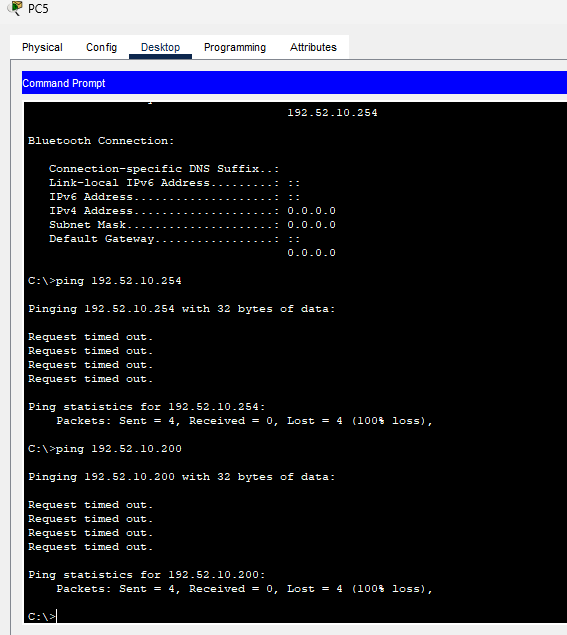 PC5
Physical Config Desktop Programming Attributes
Command Prompt
192.52.10.254
Bluetooth Connection:
Connection-specific DNS Suffix..:
Link-local IPv6 Address.........: ::
IPv6 Address....................: ::
IPv4 Address....................: 0.0.0.0
Subnet Mask.....................: 0.0.0.0
Default Gateway.................: ::
0.0.0.0
C:\>ping 192.52.10.254
Pinging 192.52.10.254 with 32 bytes of data:
Request timed out.
Request timed out.
Request timed out.
Request timed out.
Ping statistics for 192.52.10.254:
Packets: Sent = 4, Received = 0, Lost = 4 (100% loss),
C:\>ping 192.52.10.200
Pinging 192.52.10.200 with 32 bytes of data:
Request timed out.
Request timed out.
Request timed out.
Request timed out.
Ping statistics for 192.52.10.200:
Packets: Sent = 4, Received = 0, Lost = 4 (100% loss),
C:\>